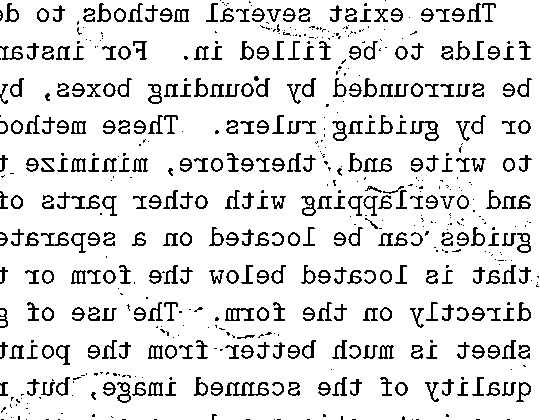 There exist several methods to de
fields to be filled in. For instan
be surrounded by bounding boxes, by
or by guiding rulers. These method
to write and, therefore, minimize t
and overlapping with other parts of
guides can be located on a separate
that is located below the form or t
directly on the form. The use of g
sheet is much better from the point
quality of the scanned image, but r